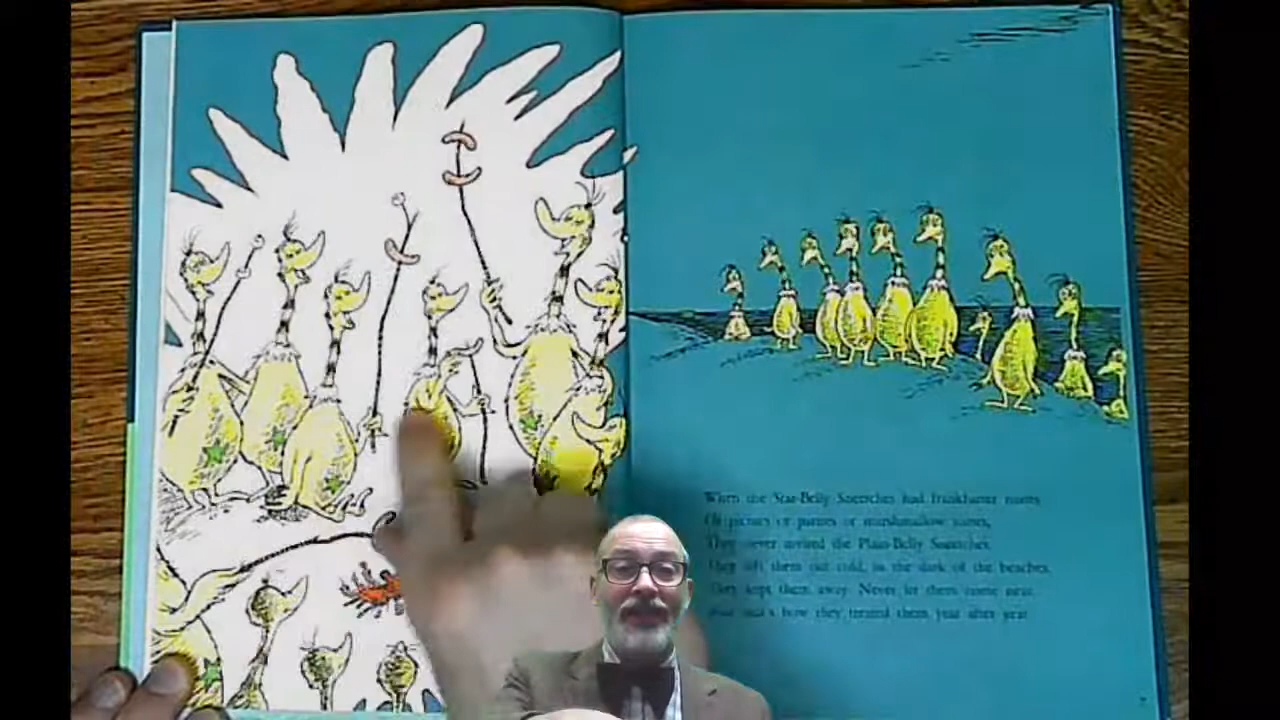 When the Star-Belly Sneetches had frankfurter roasts
Or picnics or parties or marshmallow toasts,
They never invited the Plain-Belly Sneetches.
They left them out cold, in the dark of the beaches.
They kept them away. Never let them come near.
And that's how they treated them year after year.